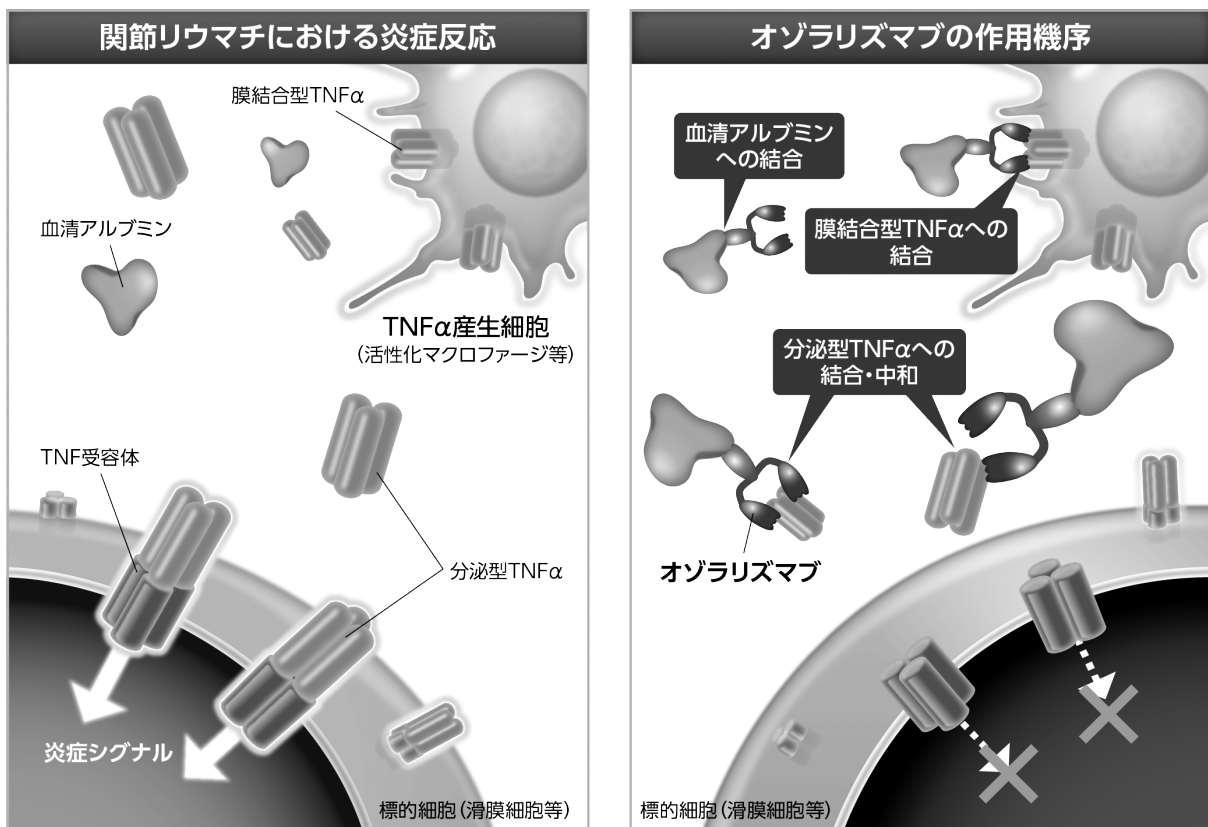 関節リウマチにおける炎症反応
膜結合型TNFα
血清アルブミン
TNFα産生細胞
(活性化マクロファージ等)
TNF受容体
分泌型TNFα
炎症シグナル
標的細胞(滑膜細胞等)
オゾラリズマブの作用機序
血清アルブミン
への結合
膜結合型TNFαへの
結合
分泌型TNFαへの
結合・中和
オゾラリズマブ
標的細胞(滑膜細胞等)